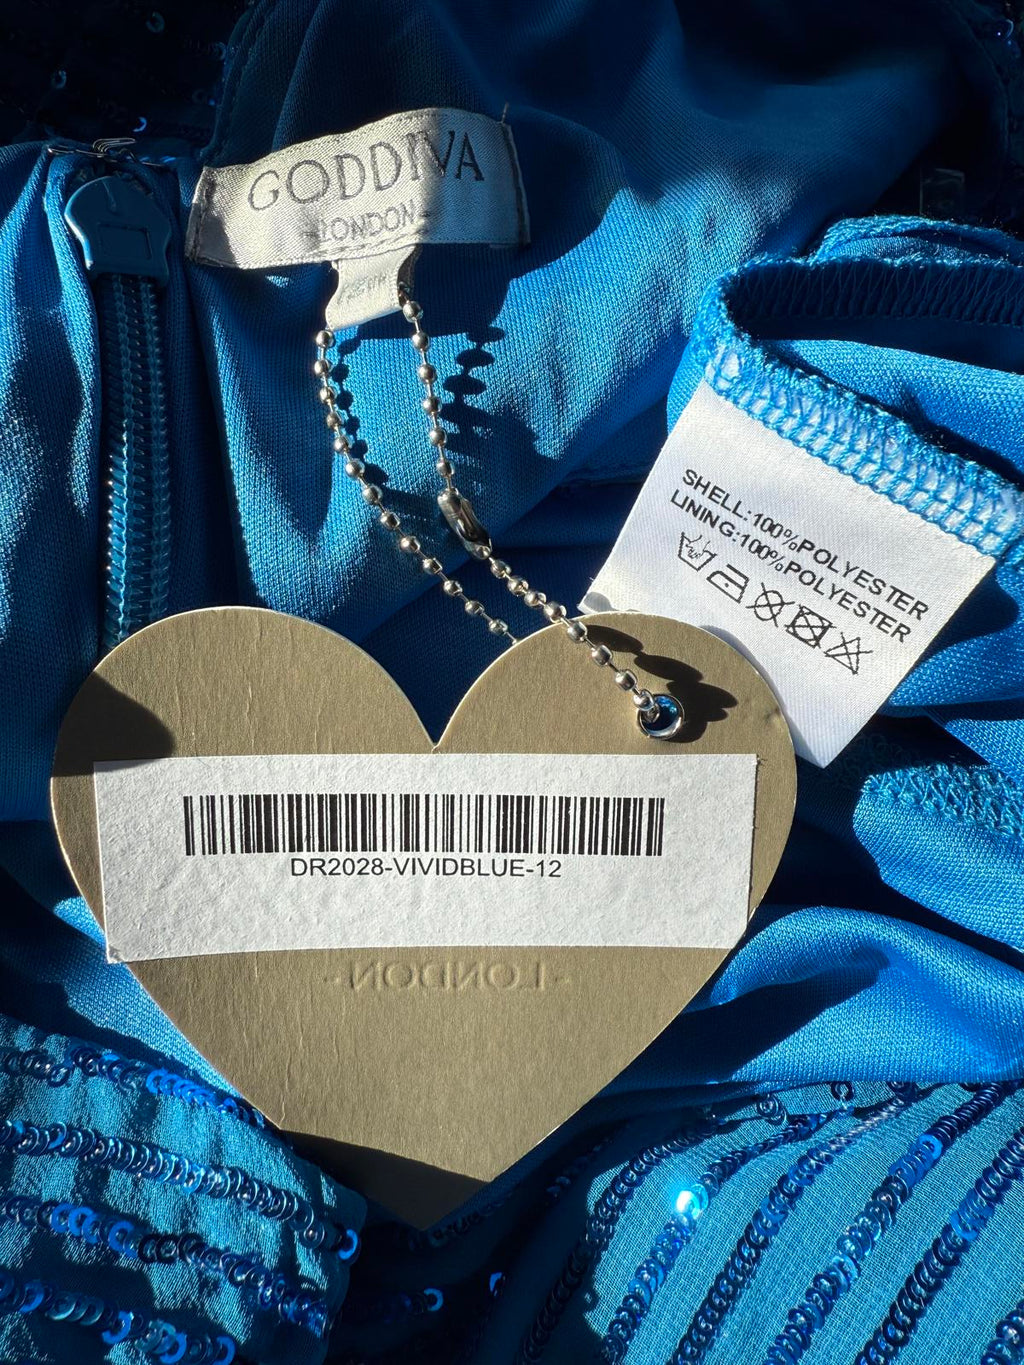 GODDIVA
-LONDON-
SHELL:100%POLYESTER
LINING:100%POLYESTER
DR2028-VIVIDBLUE-12
-LONDON-